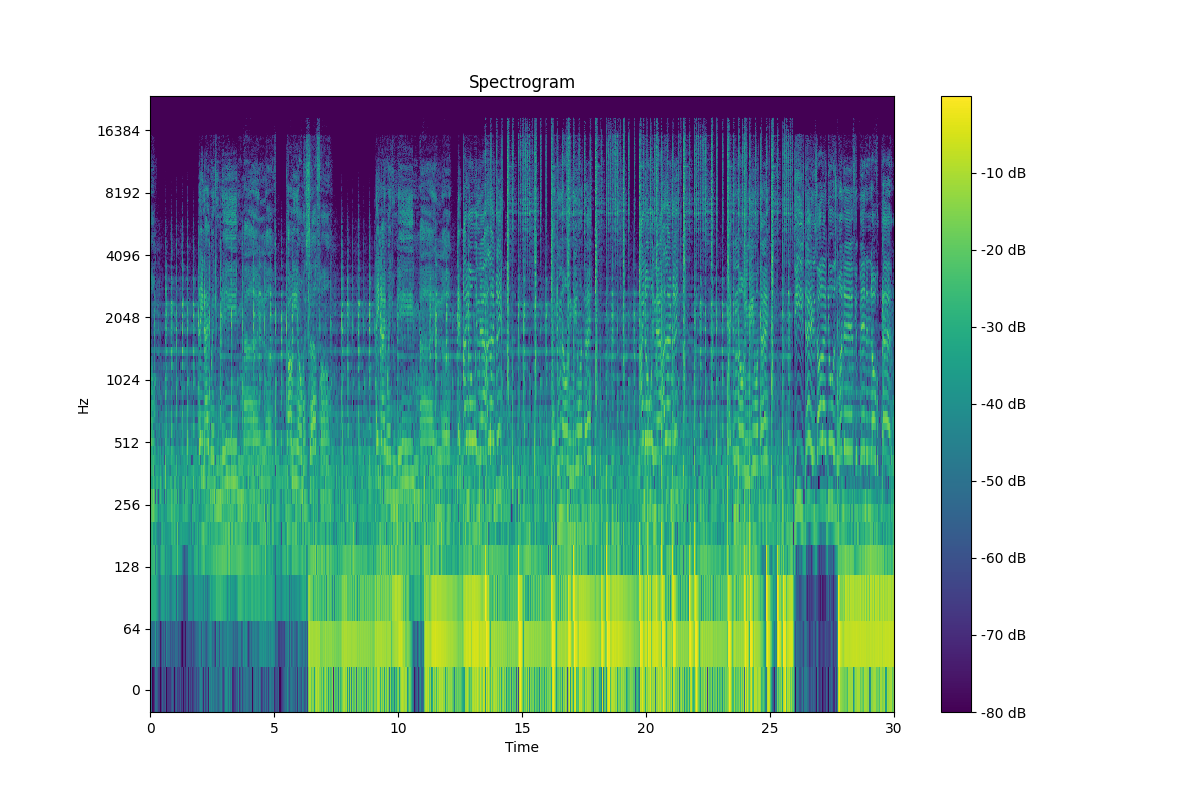 Spectrogram
16384
8192
4096
2048
1024
512
256
128
64
0
Hz
0 5 10 15 20 25 30
Time
-10 dB
-20 dB
-30 dB
-40 dB
-50 dB
-60 dB
-70 dB
-80 dB